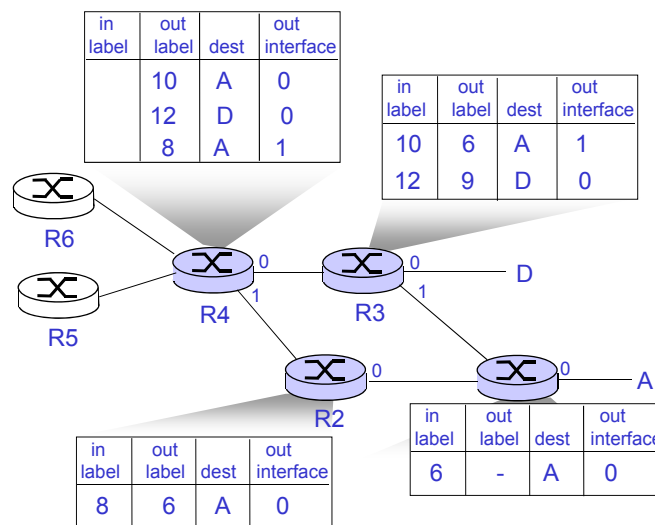 in label out label dest out interface
10 A 0
12 D 0
8 A 1
in label out label dest out interface
10 6 A 1
12 9 D 0
R6
R5
R4
0
1
R3
0
1
D
R2
0
0
A
in label out label dest out interface
8 6 A 0
in label out label dest out interface
6 - A 0